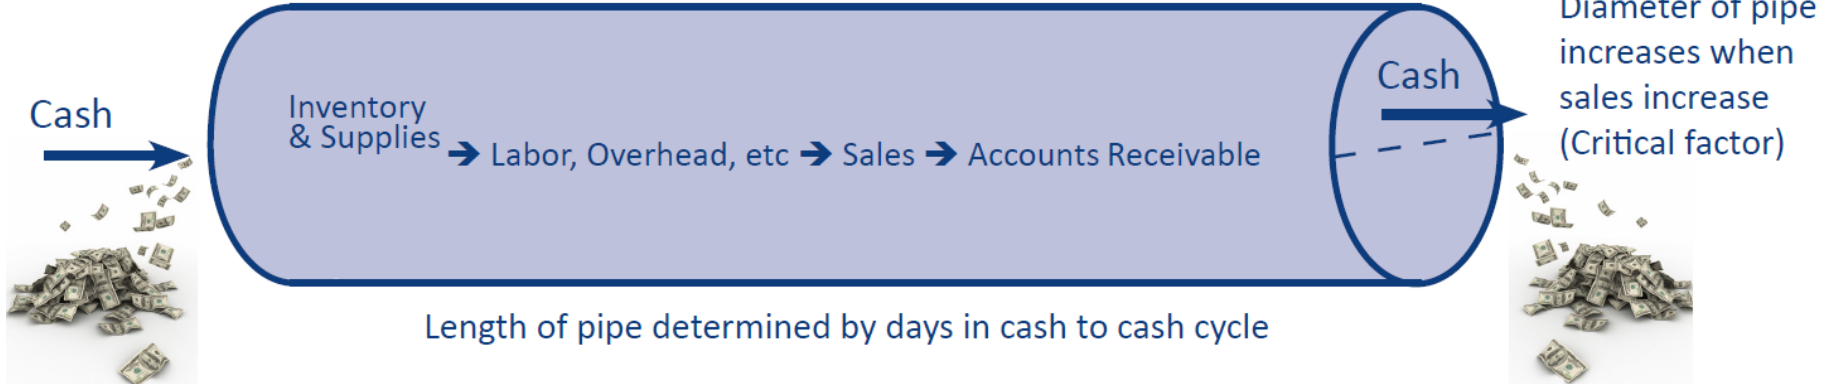 Cash
Inventory
& Supplies
➔ Labor, Overhead, etc ➔ Sales ➔ Accounts Receivable
Cash
Diameter of pipe
increases when
sales increase
(Critical factor)
Length of pipe determined by days in cash to cash cycle